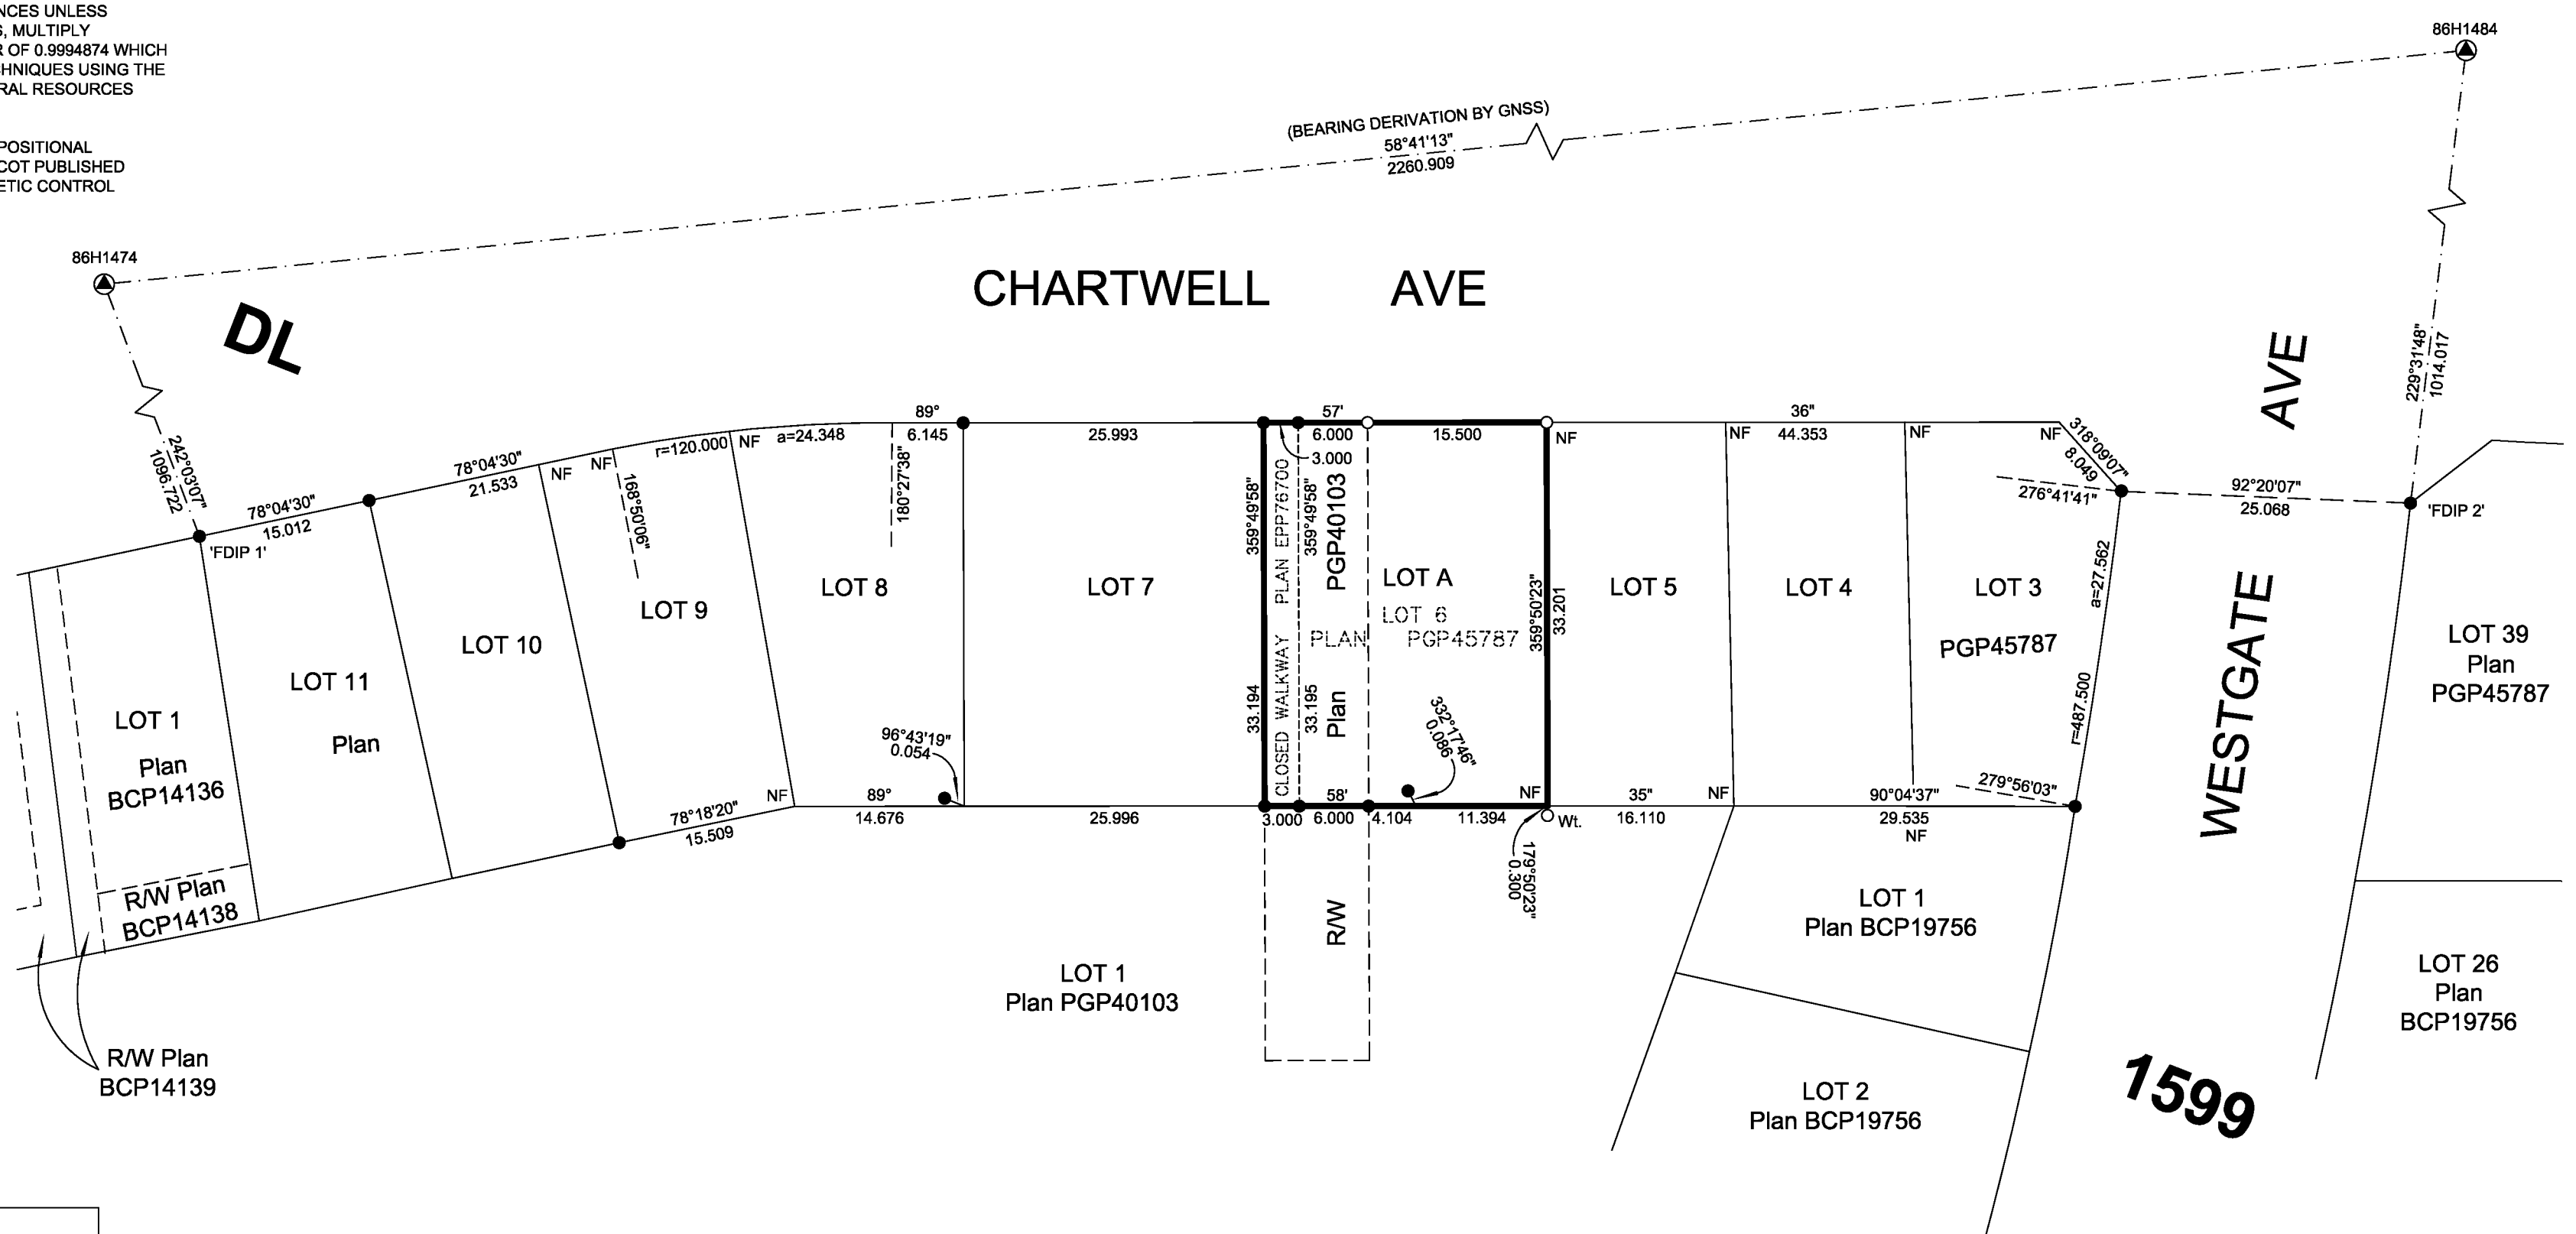 NCES UNLESS
S, MULTIPLY
R OF 0.9994874 WHICH
CHNIQUES USING THE
RAL RESOURCES
POSITIONAL
COT PUBLISHED
ETIC CONTROL
86H1484
(BEARING DERIVATION BY GNSS)
58°41'13"
2260.909
86H1474
CHARTWELL AVE
DL
242°03'07"
1096.722
229°31'48"
1014.017
AVE
WESTGATE
78°04'30"
15.012
'FDIP 1'
78°04'30"
21.533
NF
NF
168°50'06"
r=120.000
NF
a=24.348
89°
6.145
180°27'38"
25.993
57'
6.000
3.000
15.500
NF
36"
44.353
NF
NF
NF
318°09'07"
8.049
276°41'41"
92°20'07"
25.068
'FDIP 2'
359°49'58"
33.194
CLOSED WALKWAY PLAN EPP76700
359°49'58"
33.195
Plan PGP40103
LOT A
LOT 6
PLAN PGP45787
359°50'23"
33.201
332°17'46"
0.086
LOT 1
Plan
BCP14136
LOT 11
Plan
LOT 10
LOT 9
LOT 8
LOT 7
LOT 5
LOT 4
LOT 3
PGP45787
a=27.562
r=487.500
LOT 39
Plan
PGP45787
96°43'19"
0.054
NF
78°18'20"
15.509
89°
14.676
25.996
3.000
58'
6.000
4.104
11.394
NF
Wt.
179°50'23"
0.300
35"
16.110
NF
90°04'37"
29.535
NF
279°56'03"
R/W Plan
BCP14138
R/W
LOT 1
Plan PGP40103
LOT 1
Plan BCP19756
LOT 26
Plan
BCP19756
R/W Plan
BCP14139
LOT 2
Plan BCP19756
1599